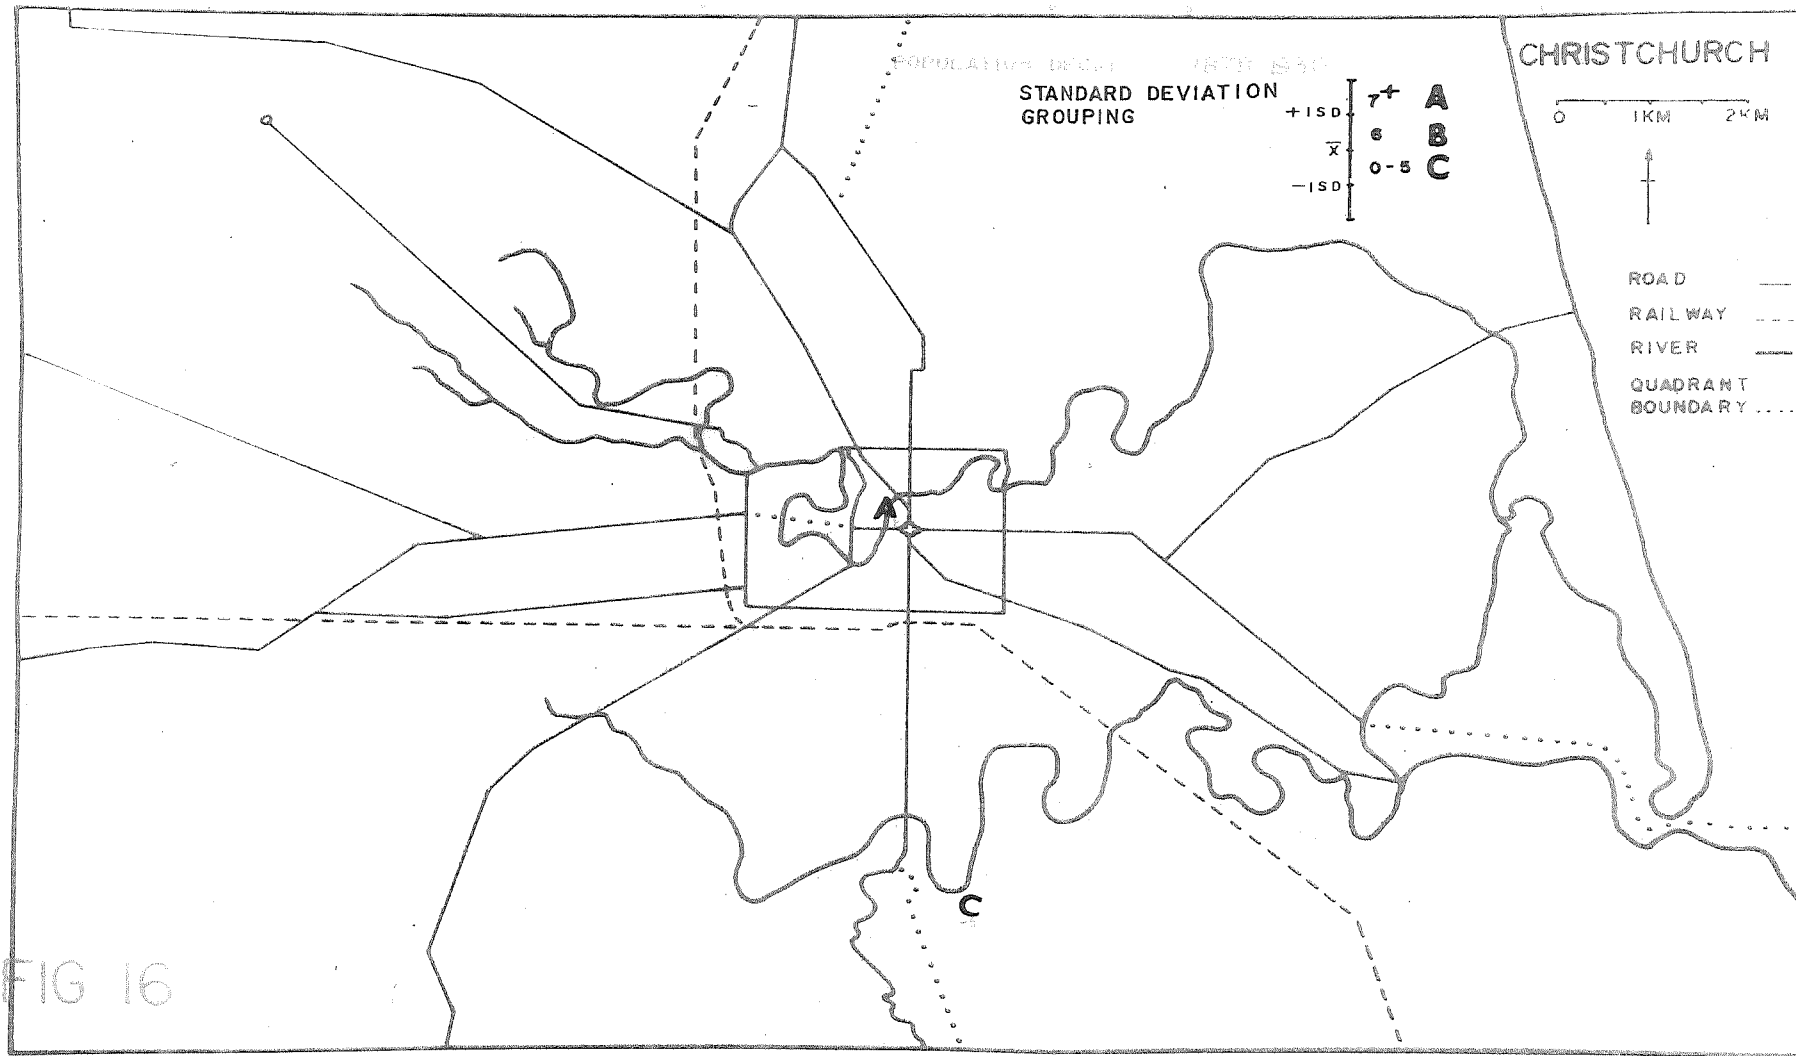 CHRISTCHURCH
STANDARD DEVIATION
GROUPING
+1SD
X̄
-1SD
7+ A
6 B
0-5 C
0 1KM 2KM
ROAD
RAILWAY
RIVER
QUADRANT
BOUNDARY
A
C
FIG 16